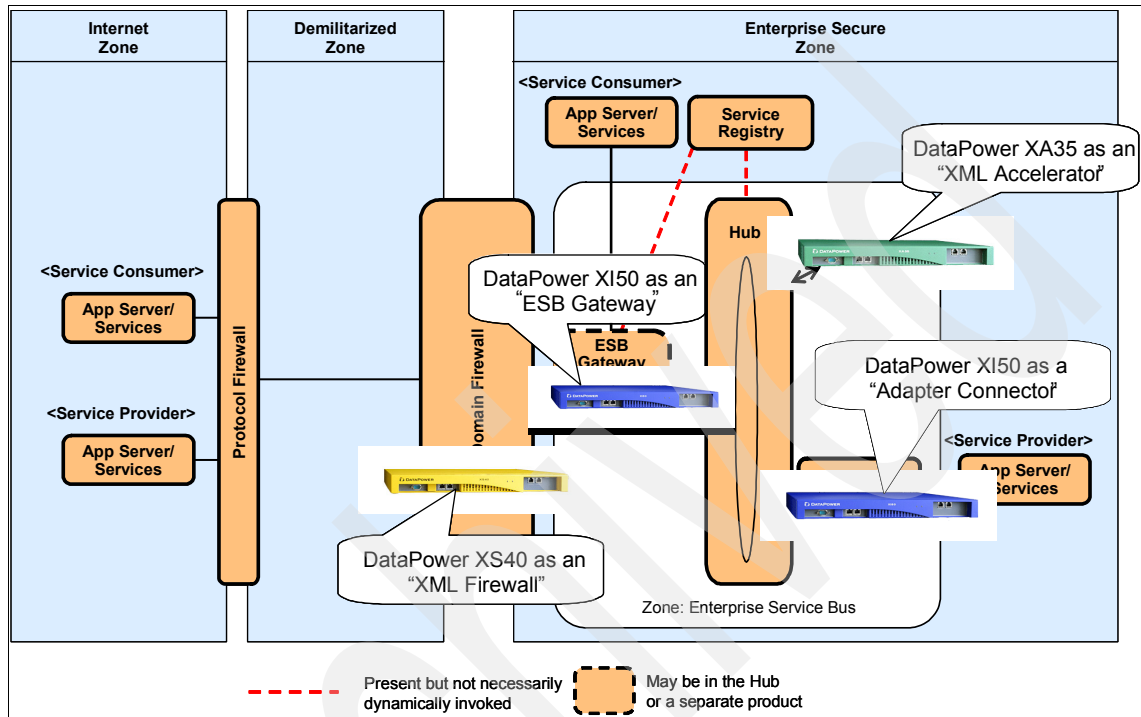 Internet
Zone
Demilitarized
Zone
Enterprise Secure
Zone
<Service Consumer>
App Server/
Services
Service
Registry
DataPower XA35 as an
“XML Accelerator”
Hub
<Service Consumer>
App Server/
Services
DataPower XI50 as an
“ESB Gateway”
ESB
Gateway
DataPower XI50 as a
“Adapter Connector”
Protocol Firewall
Domain Firewall
<Service Provider>
App Server/
Services
<Service Provider>
App Server/
Services
DATAPOWER
DATAPOWER
DATAPOWER
DATAPOWER
DataPower XS40 as an
“XML Firewall”
Zone: Enterprise Service Bus
Present but not necessarily
dynamically invoked
May be in the Hub
or a separate product